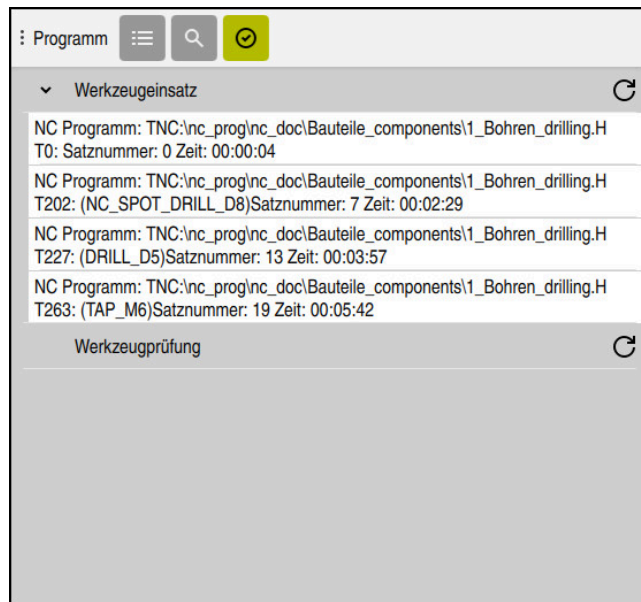 Programm
Werkzeugeinsatz
NC Programm: TNC:\nc_prog\nc_doc\Bauteile_components\1_Bohren_drilling.H
T0: Satznummer: 0 Zeit: 00:00:04
NC Programm: TNC:\nc_prog\nc_doc\Bauteile_components\1_Bohren_drilling.H
T202: (NC_SPOT_DRILL_D8)Satznummer: 7 Zeit: 00:02:29
NC Programm: TNC:\nc_prog\nc_doc\Bauteile_components\1_Bohren_drilling.H
T227: (DRILL_D5)Satznummer: 13 Zeit: 00:03:57
NC Programm: TNC:\nc_prog\nc_doc\Bauteile_components\1_Bohren_drilling.H
T263: (TAP_M6)Satznummer: 19 Zeit: 00:05:42
Werkzeugprüfung